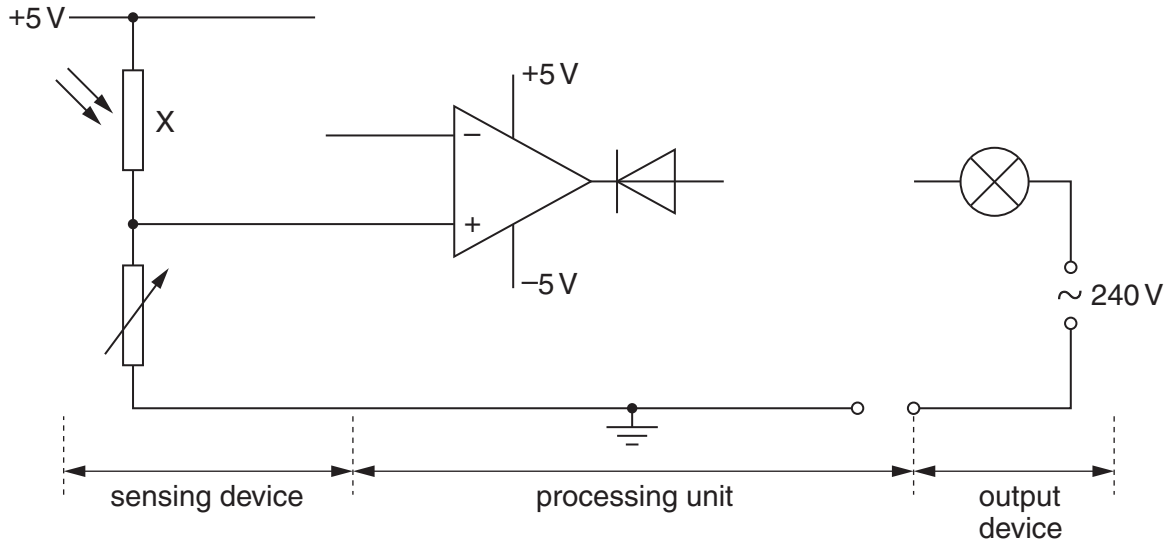 +5 V
X
+5 V
−
+
−5 V
~ 240 V
sensing device
processing unit
output
device